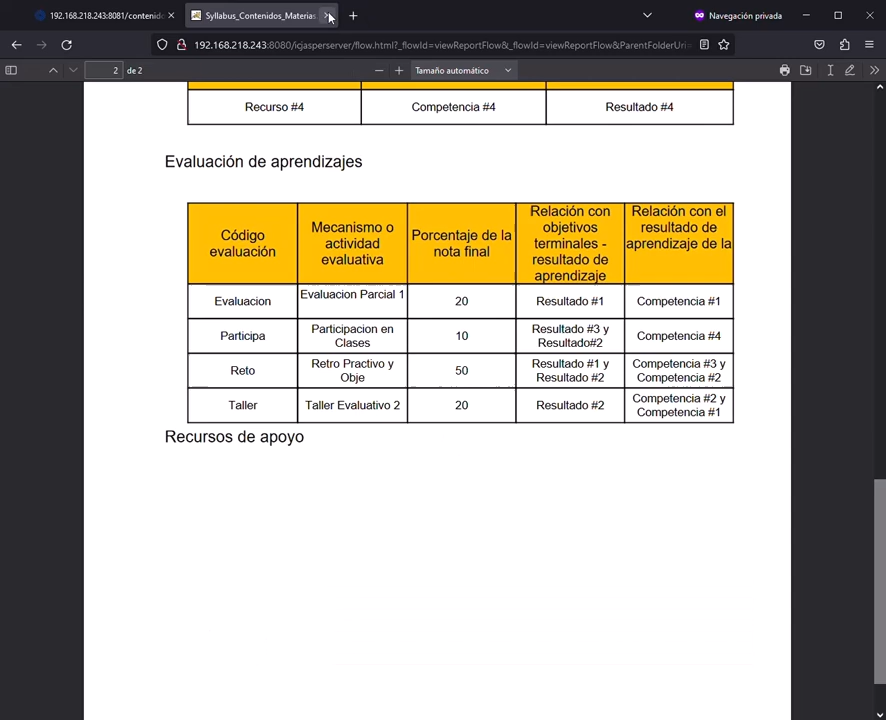 192.168.218.243:8081/contenid
Syllabus_Contenidos_Materias
Navegación privada
192.168.218.243:8080/icjasperserver/flow.html?_flowId=viewReportFlow&_flowId=viewReportFlow&ParentFolderUri=
2 de 2
Tamaño automático
Recurso #4 Competencia #4 Resultado #4
Evaluación de aprendizajes
Código
evaluación
Mecanismo o
actividad
evaluativa
Porcentaje de la
nota final
Relación con
objetivos
terminales -
resultado de
aprendizaje
Relación con el
resultado de
aprendizaje de la
Evaluacion
Evaluacion Parcial 1
20
Resultado #1
Competencia #1
Participa
Participacion en
Clases
10
Resultado #3 y
Resultado#2
Competencia #4
Reto
Retro Practivo y
Obje
50
Resultado #1 y
Resultado #2
Competencia #3 y
Competencia #2
Taller
Taller Evaluativo 2
20
Resultado #2
Competencia #2 y
Competencia #1
Recursos de apoyo